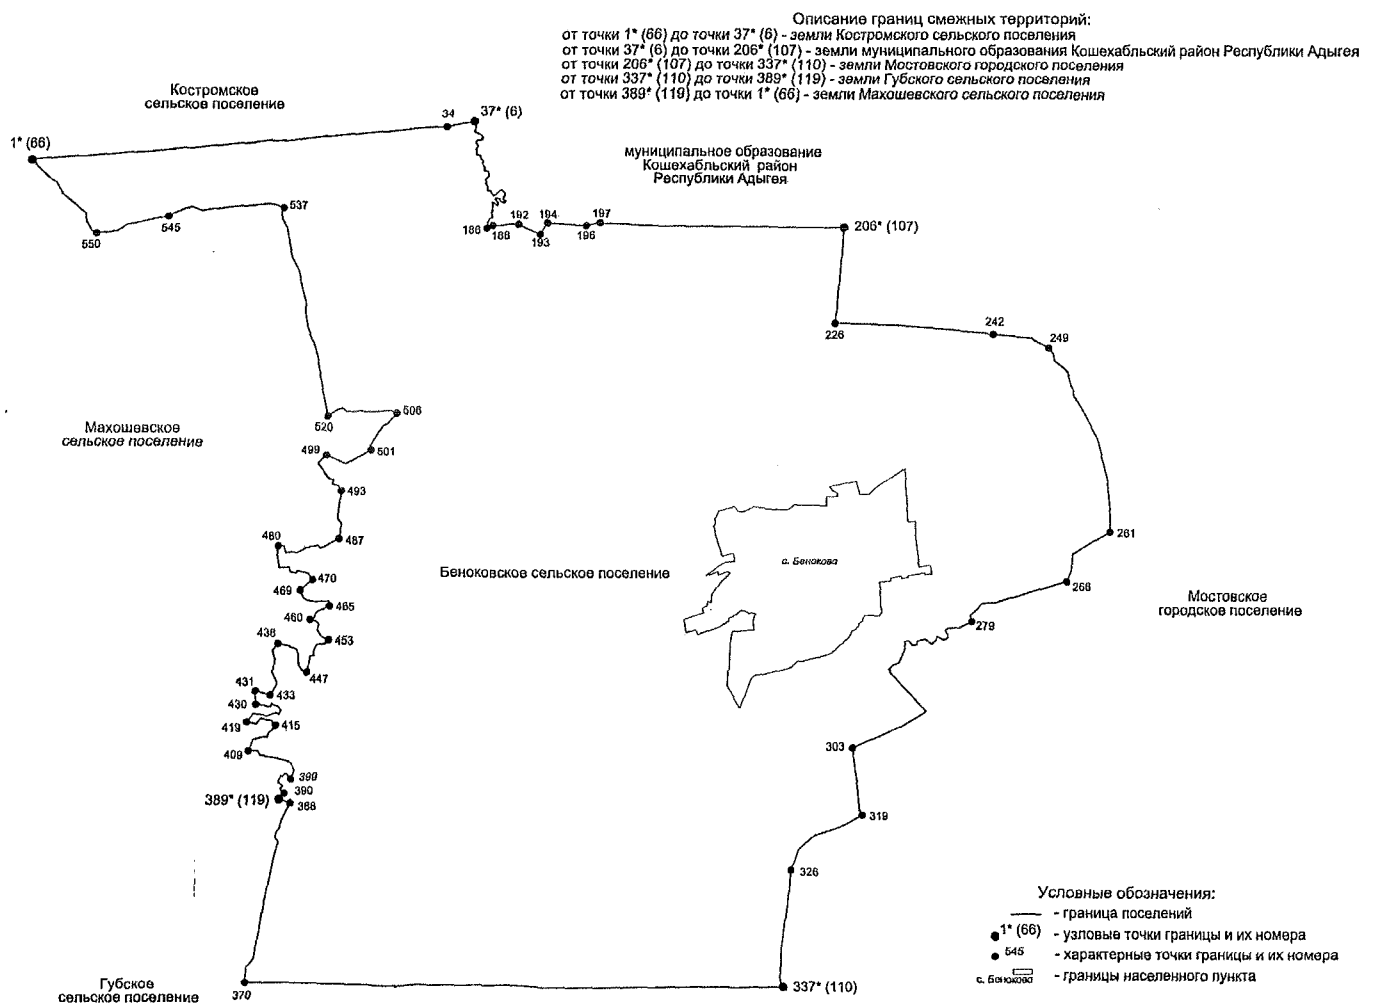 Описание границ смежных территорий:
от точки 1* (66) до точки 37* (6) - земли Костромского сельского поселения
от точки 37* (6) до точки 206* (107) - земли муниципального образования Кошехабльский район Республики Адыгея
от точки 206* (107) до точки 337* (110) - земли Мостовского городского поселения
от точки 337* (110) до точки 389* (119) - земли Губского сельского поселения
от точки 389* (119) до точки 1* (66) - земли Махошевского сельского поселения
Костромское
сельское поселение
34
37* (6)
1* (66)
муниципальное образование
Кошехабльский район
Республики Адыгея
537
545
550
186
188
192
193
194
196
197
206* (107)
226
242
249
506
520
Махошевское
сельское поселение
499
501
493
487
480
261
с. Бенокова
Беноковское сельское поселение
470
469
465
460
266
Мостовское
городское поселение
279
438
453
447
431
433
430
419
415
409
303
399
390
389* (119)
388
319
326
Условные обозначения:
- граница поселений
1* (66) - узловые точки границы и их номера
545 - характерные точки границы и их номера
с. Бенокова - границы населенного пункта
Губское
сельское поселение
370
337* (110)